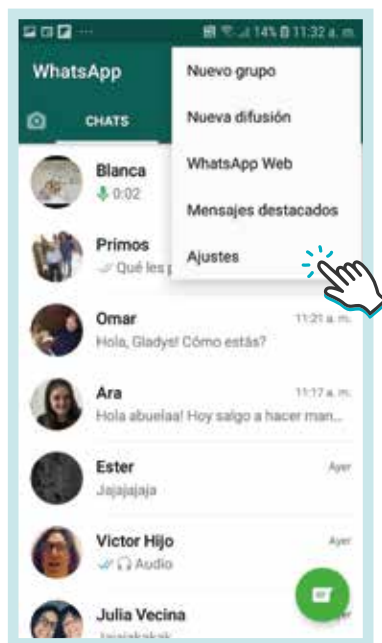 14% 11:32 a. m.
WhatsApp
Nuevo grupo
CHATS
Nueva difusión
WhatsApp Web
Mensajes destacados
Ajustes
Blanca
0:02
Primos
Qué les
Omar
11:21 a. m.
Hola, Gladys! Cómo estás?
Ara
11:17 a. m.
Hola abuelaa! Hoy salgo a hacer man...
Ester
Ayer
Jajajajaja
Victor Hijo
Ayer
Audio
Julia Vecina